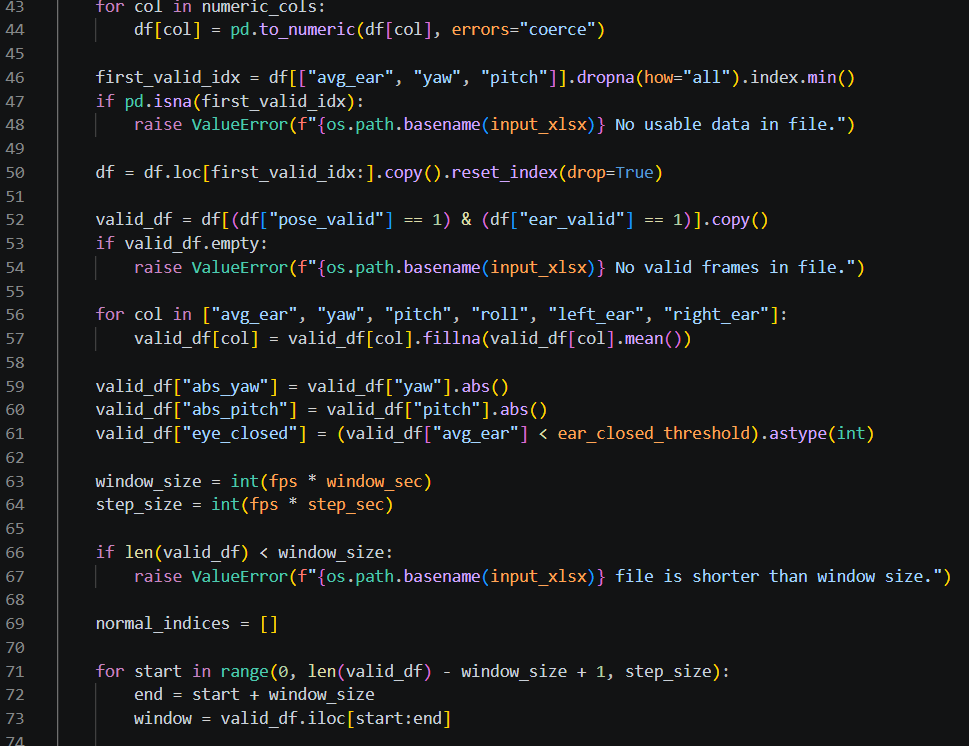 43 for col in numeric_cols:
44 df[col] = pd.to_numeric(df[col], errors="coerce")
45
46 first_valid_idx = df[["avg_ear", "yaw", "pitch"]].dropna(how="all").index.min()
47 if pd.isna(first_valid_idx):
48 raise ValueError(f"{os.path.basename(input_xlsx)} No usable data in file.")
49
50 df = df.loc[first_valid_idx:].copy().reset_index(drop=True)
51
52 valid_df = df[(df["pose_valid"] == 1) & (df["ear_valid"] == 1)].copy()
53 if valid_df.empty:
54 raise ValueError(f"{os.path.basename(input_xlsx)} No valid frames in file.")
55
56 for col in ["avg_ear", "yaw", "pitch", "roll", "left_ear", "right_ear"]:
57 valid_df[col] = valid_df[col].fillna(valid_df[col].mean())
58
59 valid_df["abs_yaw"] = valid_df["yaw"].abs()
60 valid_df["abs_pitch"] = valid_df["pitch"].abs()
61 valid_df["eye_closed"] = (valid_df["avg_ear"] < ear_closed_threshold).astype(int)
62
63 window_size = int(fps * window_sec)
64 step_size = int(fps * step_sec)
65
66 if len(valid_df) < window_size:
67 raise ValueError(f"{os.path.basename(input_xlsx)} file is shorter than window size.")
68
69 normal_indices = []
70
71 for start in range(0, len(valid_df) - window_size + 1, step_size):
72 end = start + window_size
73 window = valid_df.iloc[start:end]
74